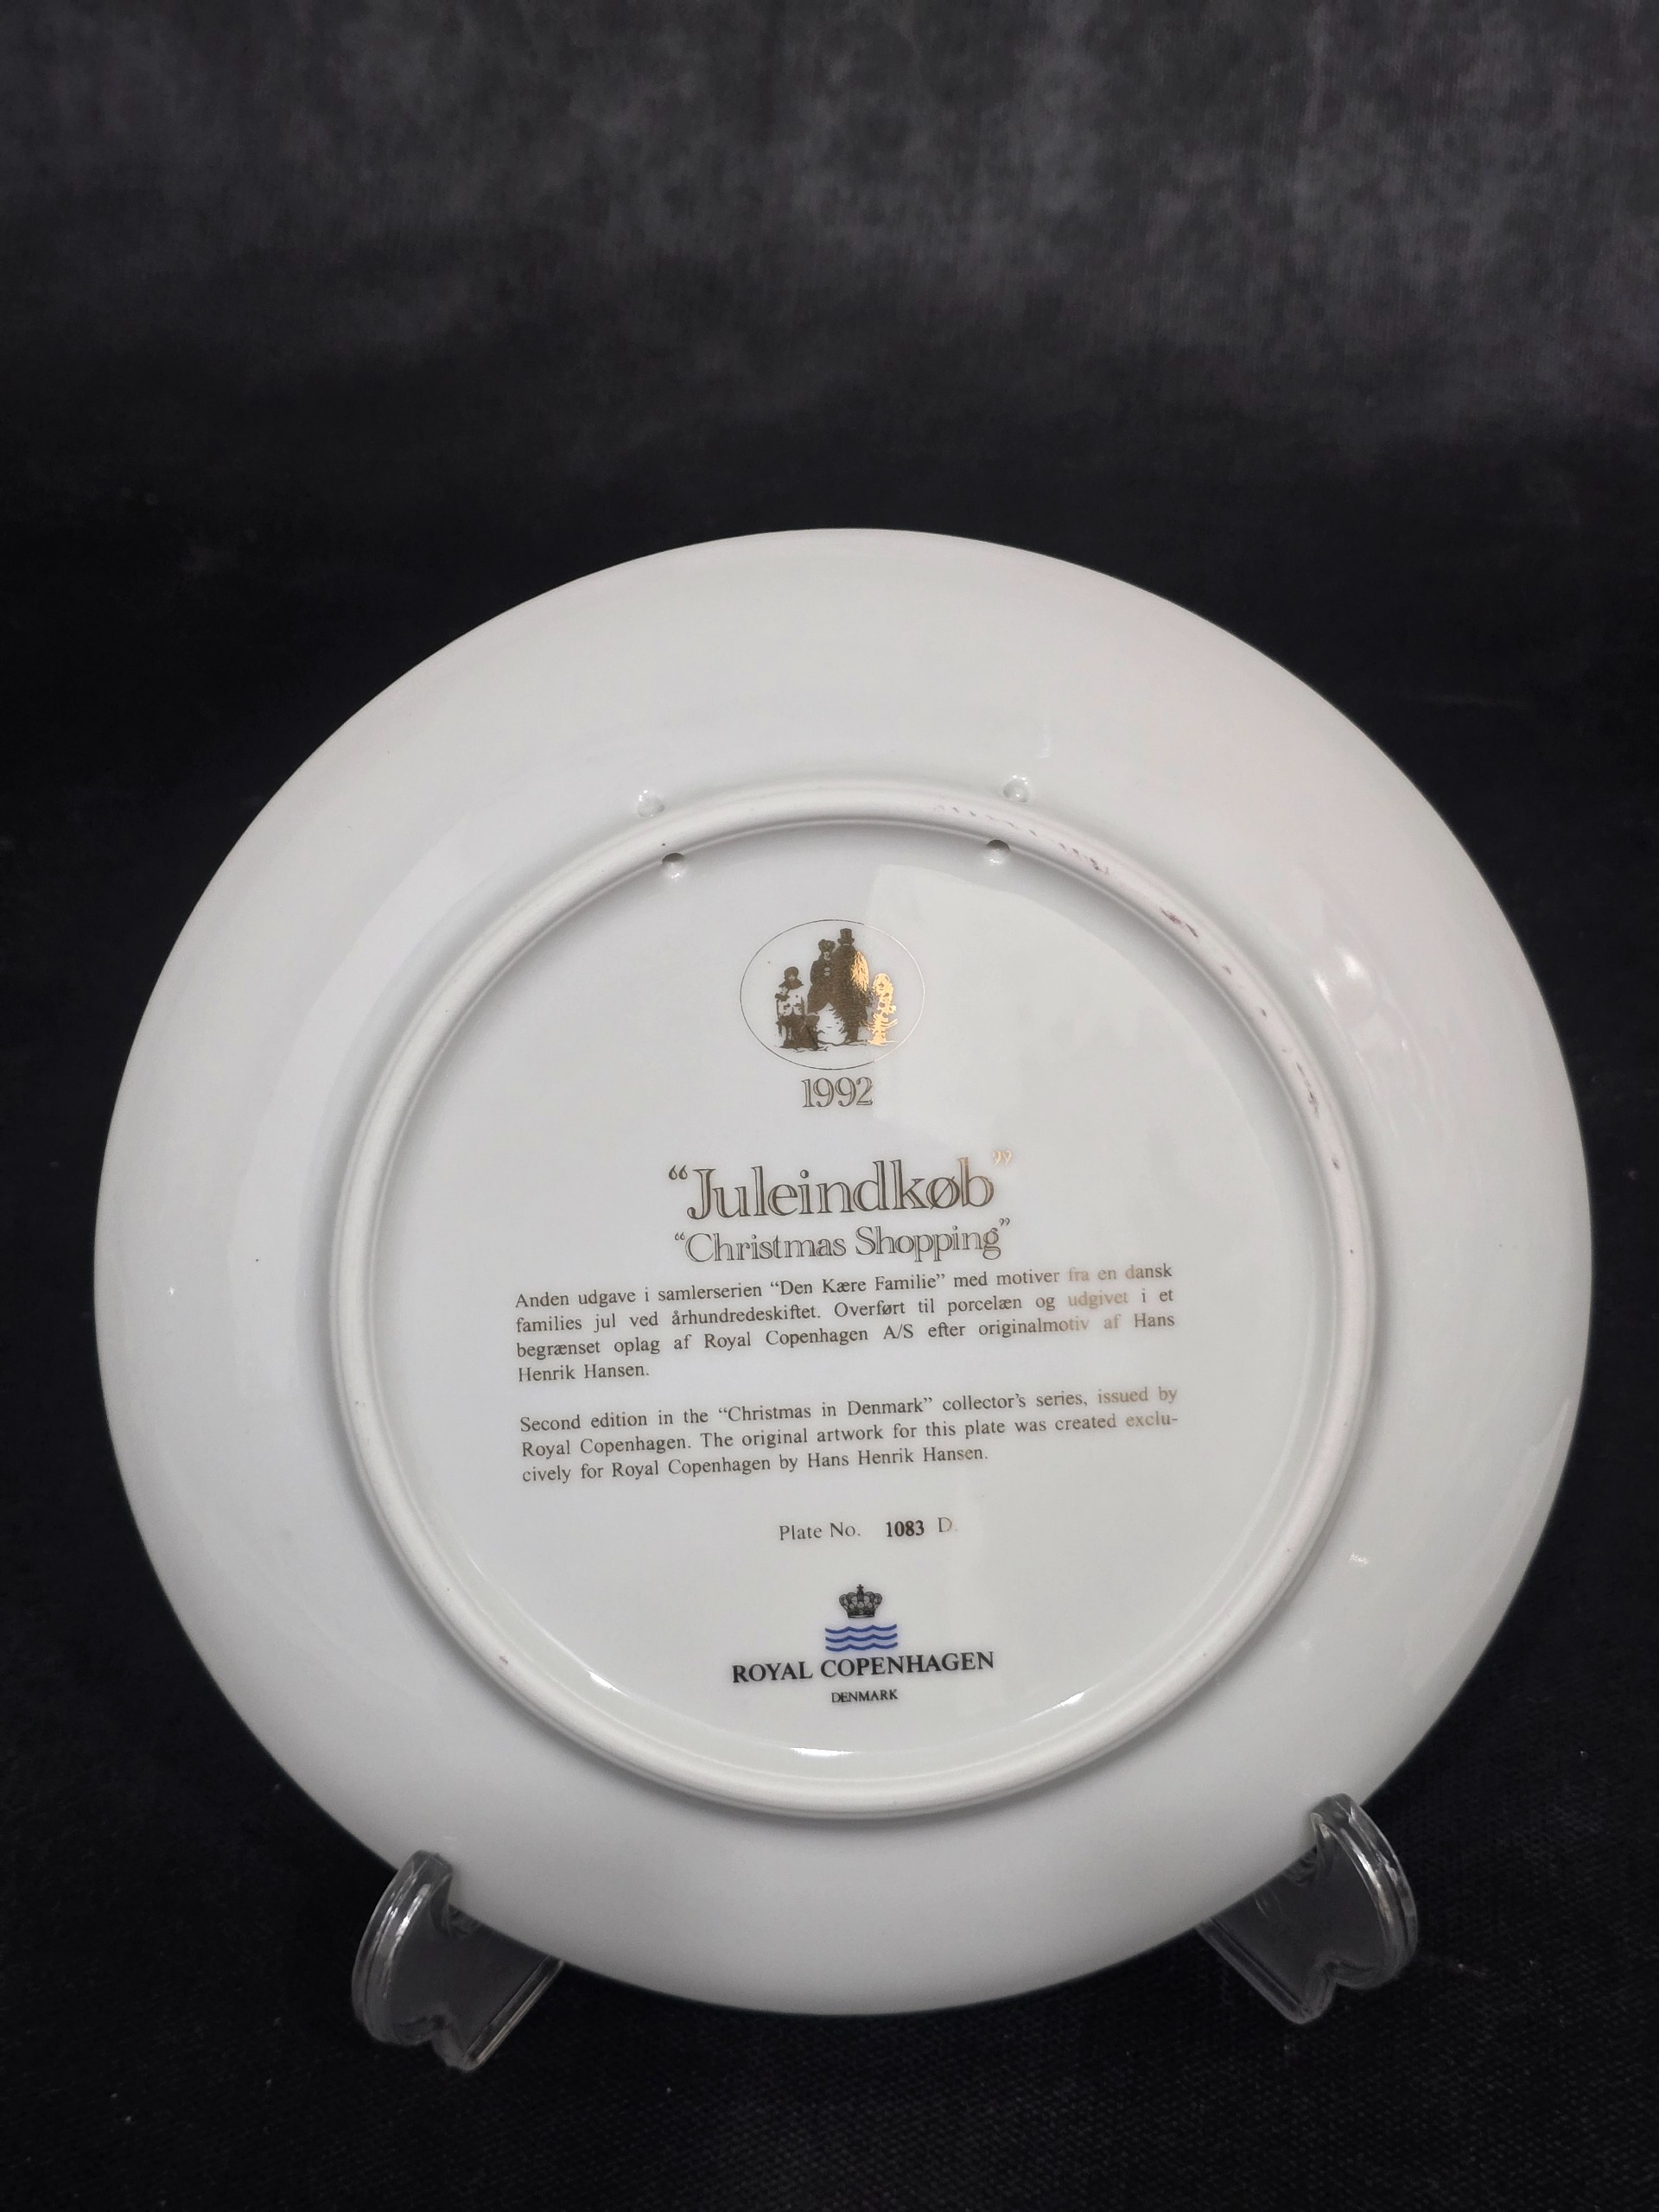 1992
“Juleindkøb”
“Christmas Shopping”
Anden udgave i samlerserien “Den Kære Familie” med motiver fra en dansk
families jul ved århundredeskiftet. Overført til porcelæn og udgivet i et
begrænset oplag af Royal Copenhagen A/S efter originalmotiv af Hans
Henrik Hansen.
Second edition in the “Christmas in Denmark” collector’s series, issued by
Royal Copenhagen. The original artwork for this plate was created exclu-
cively for Royal Copenhagen by Hans Henrik Hansen.
Plate No. 1083 D.
ROYAL COPENHAGEN
DENMARK